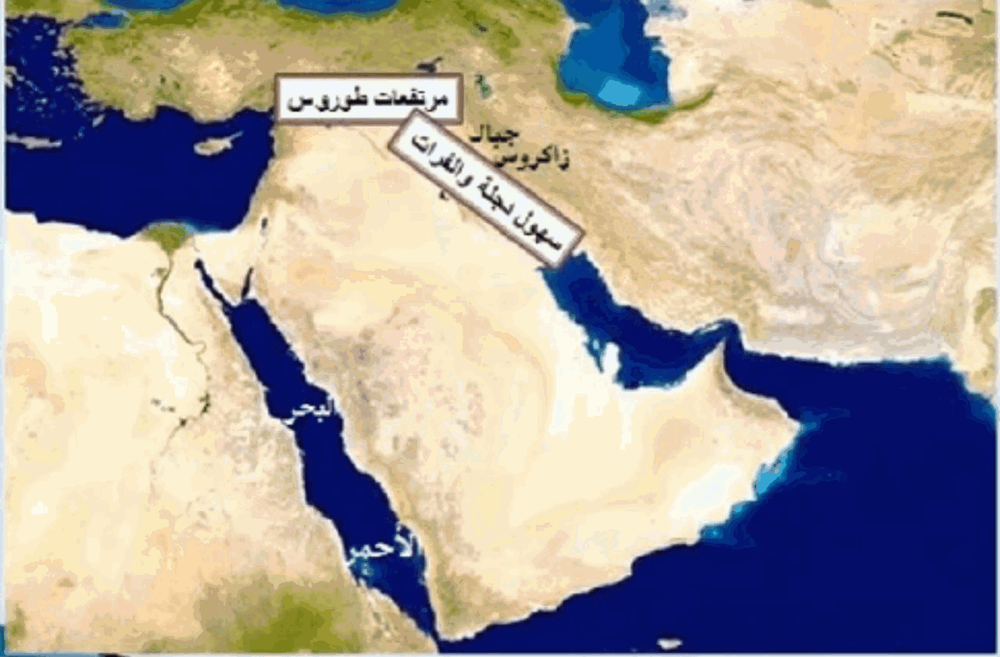 مرتفعات طوروس
جبال
زاكروس
سهول دجلة والفرات
البحر
الأحمر